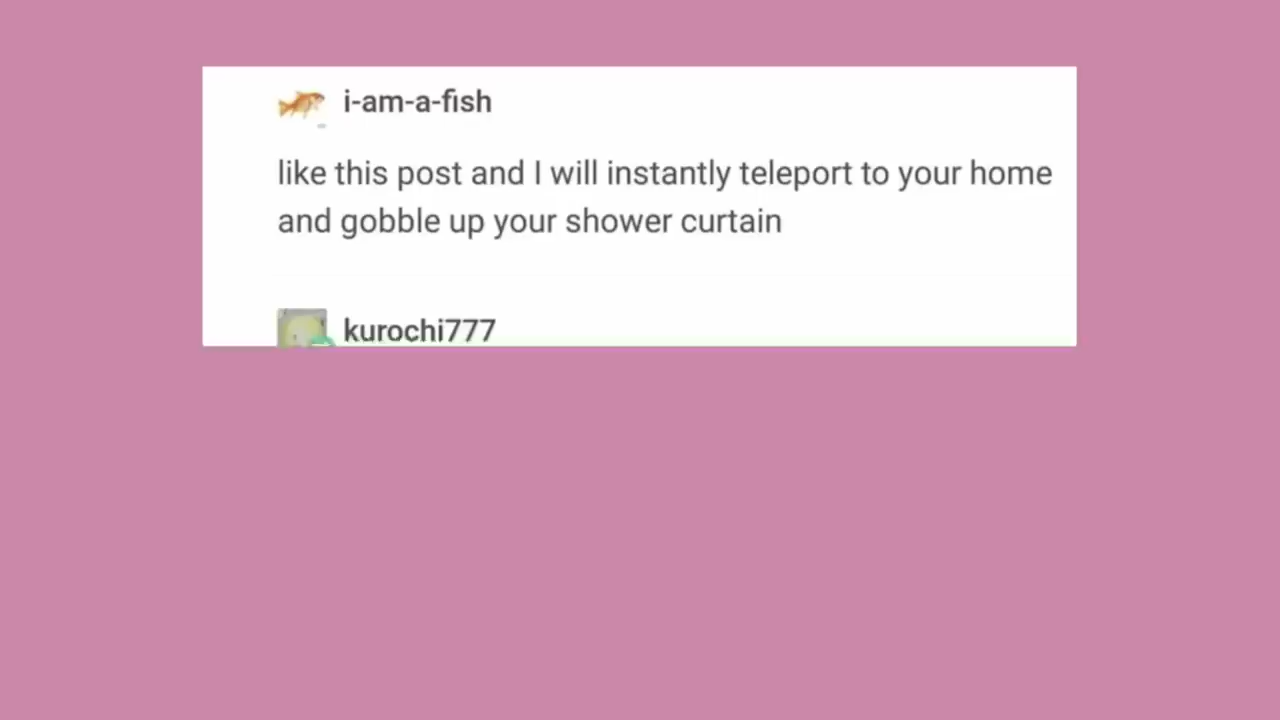 i-am-a-fish
like this post and I will instantly teleport to your home
and gobble up your shower curtain
kurochi777